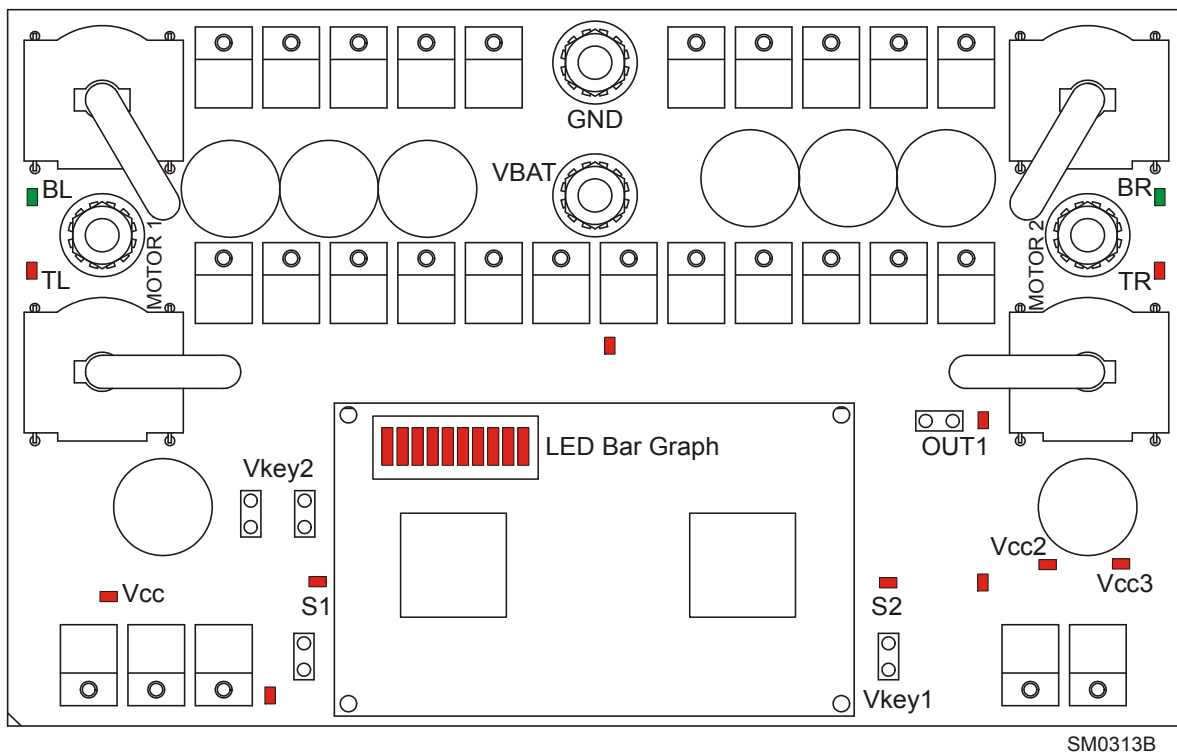 GND
VBAT
BL
BR
MOTOR 1
MOTOR 2
TL
TR
LED Bar Graph
OUT1
Vkey2
Vcc2
Vcc3
Vcc
S1
S2
Vkey1
SM0313B